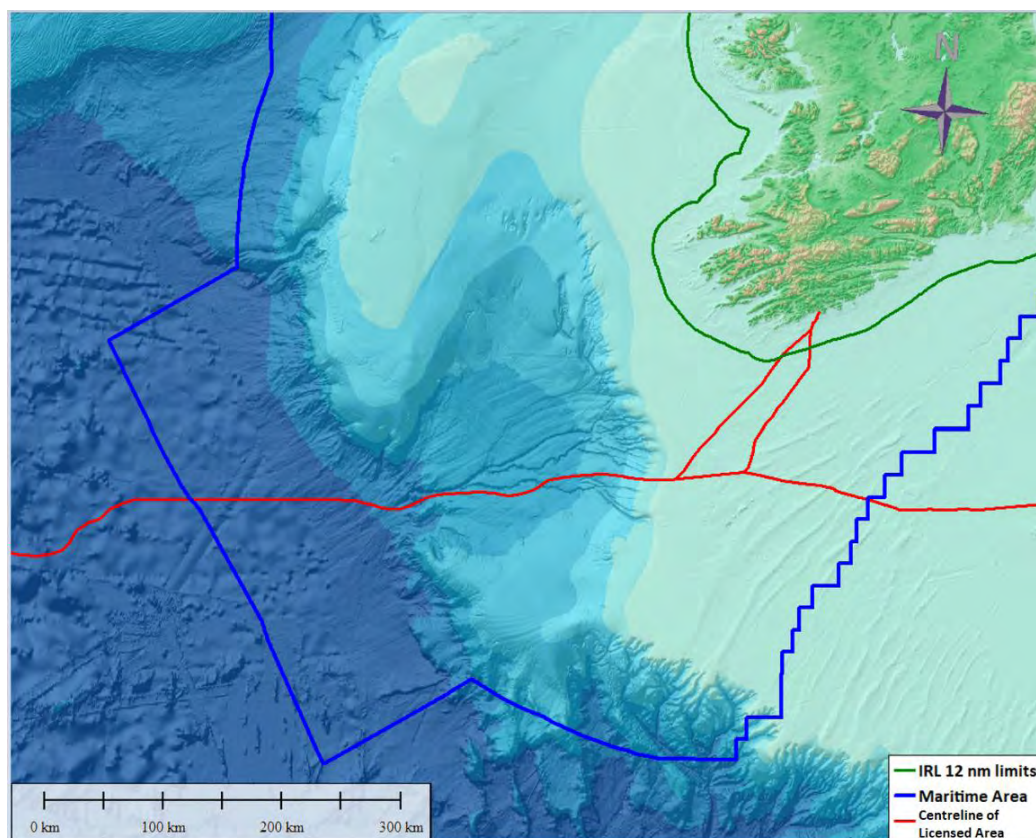 N
IRL 12 nm limits
Maritime Area
Centreline of
Licensed Area
0 km 100 km 200 km 300 km